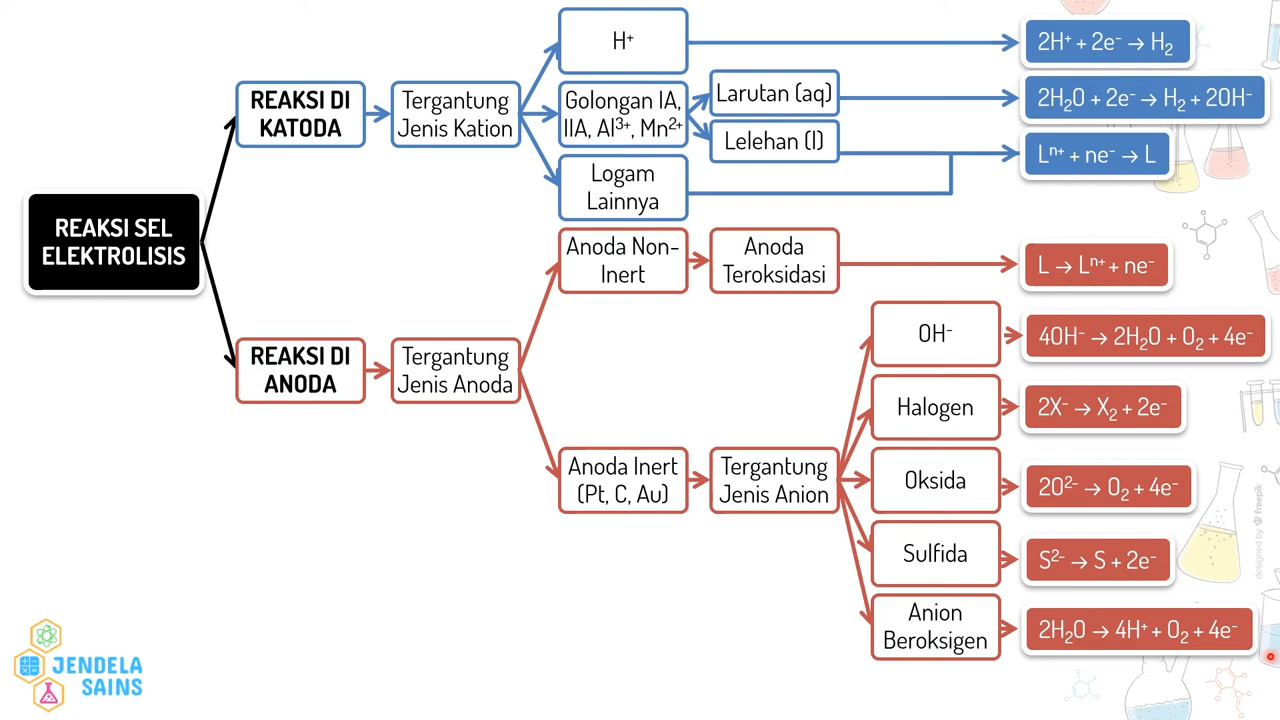 REAKSI SEL
ELEKTROLISIS
REAKSI DI
KATODA
Tergantung
Jenis Kation
H⁺
2H⁺ + 2e⁻ → H₂
Golongan IA,
IIA, Al³⁺, Mn²⁺
Larutan (aq)
2H₂O + 2e⁻ → H₂ + 2OH⁻
Lelehan (l)
Lⁿ⁺ + ne⁻ → L
Logam
Lainnya
REAKSI DI
ANODA
Tergantung
Jenis Anoda
Anoda Non-
Inert
Anoda
Teroksidasi
L → Lⁿ⁺ + ne⁻
Anoda Inert
(Pt, C, Au)
Tergantung
Jenis Anion
OH⁻
4OH⁻ → 2H₂O + O₂ + 4e⁻
Halogen
2X⁻ → X₂ + 2e⁻
Oksida
2O²⁻ → O₂ + 4e⁻
Sulfida
S²⁻ → S + 2e⁻
Anion
Beroksigen
2H₂O → 4H⁺ + O₂ + 4e⁻
JENDELA
SAINS
designed by freepik